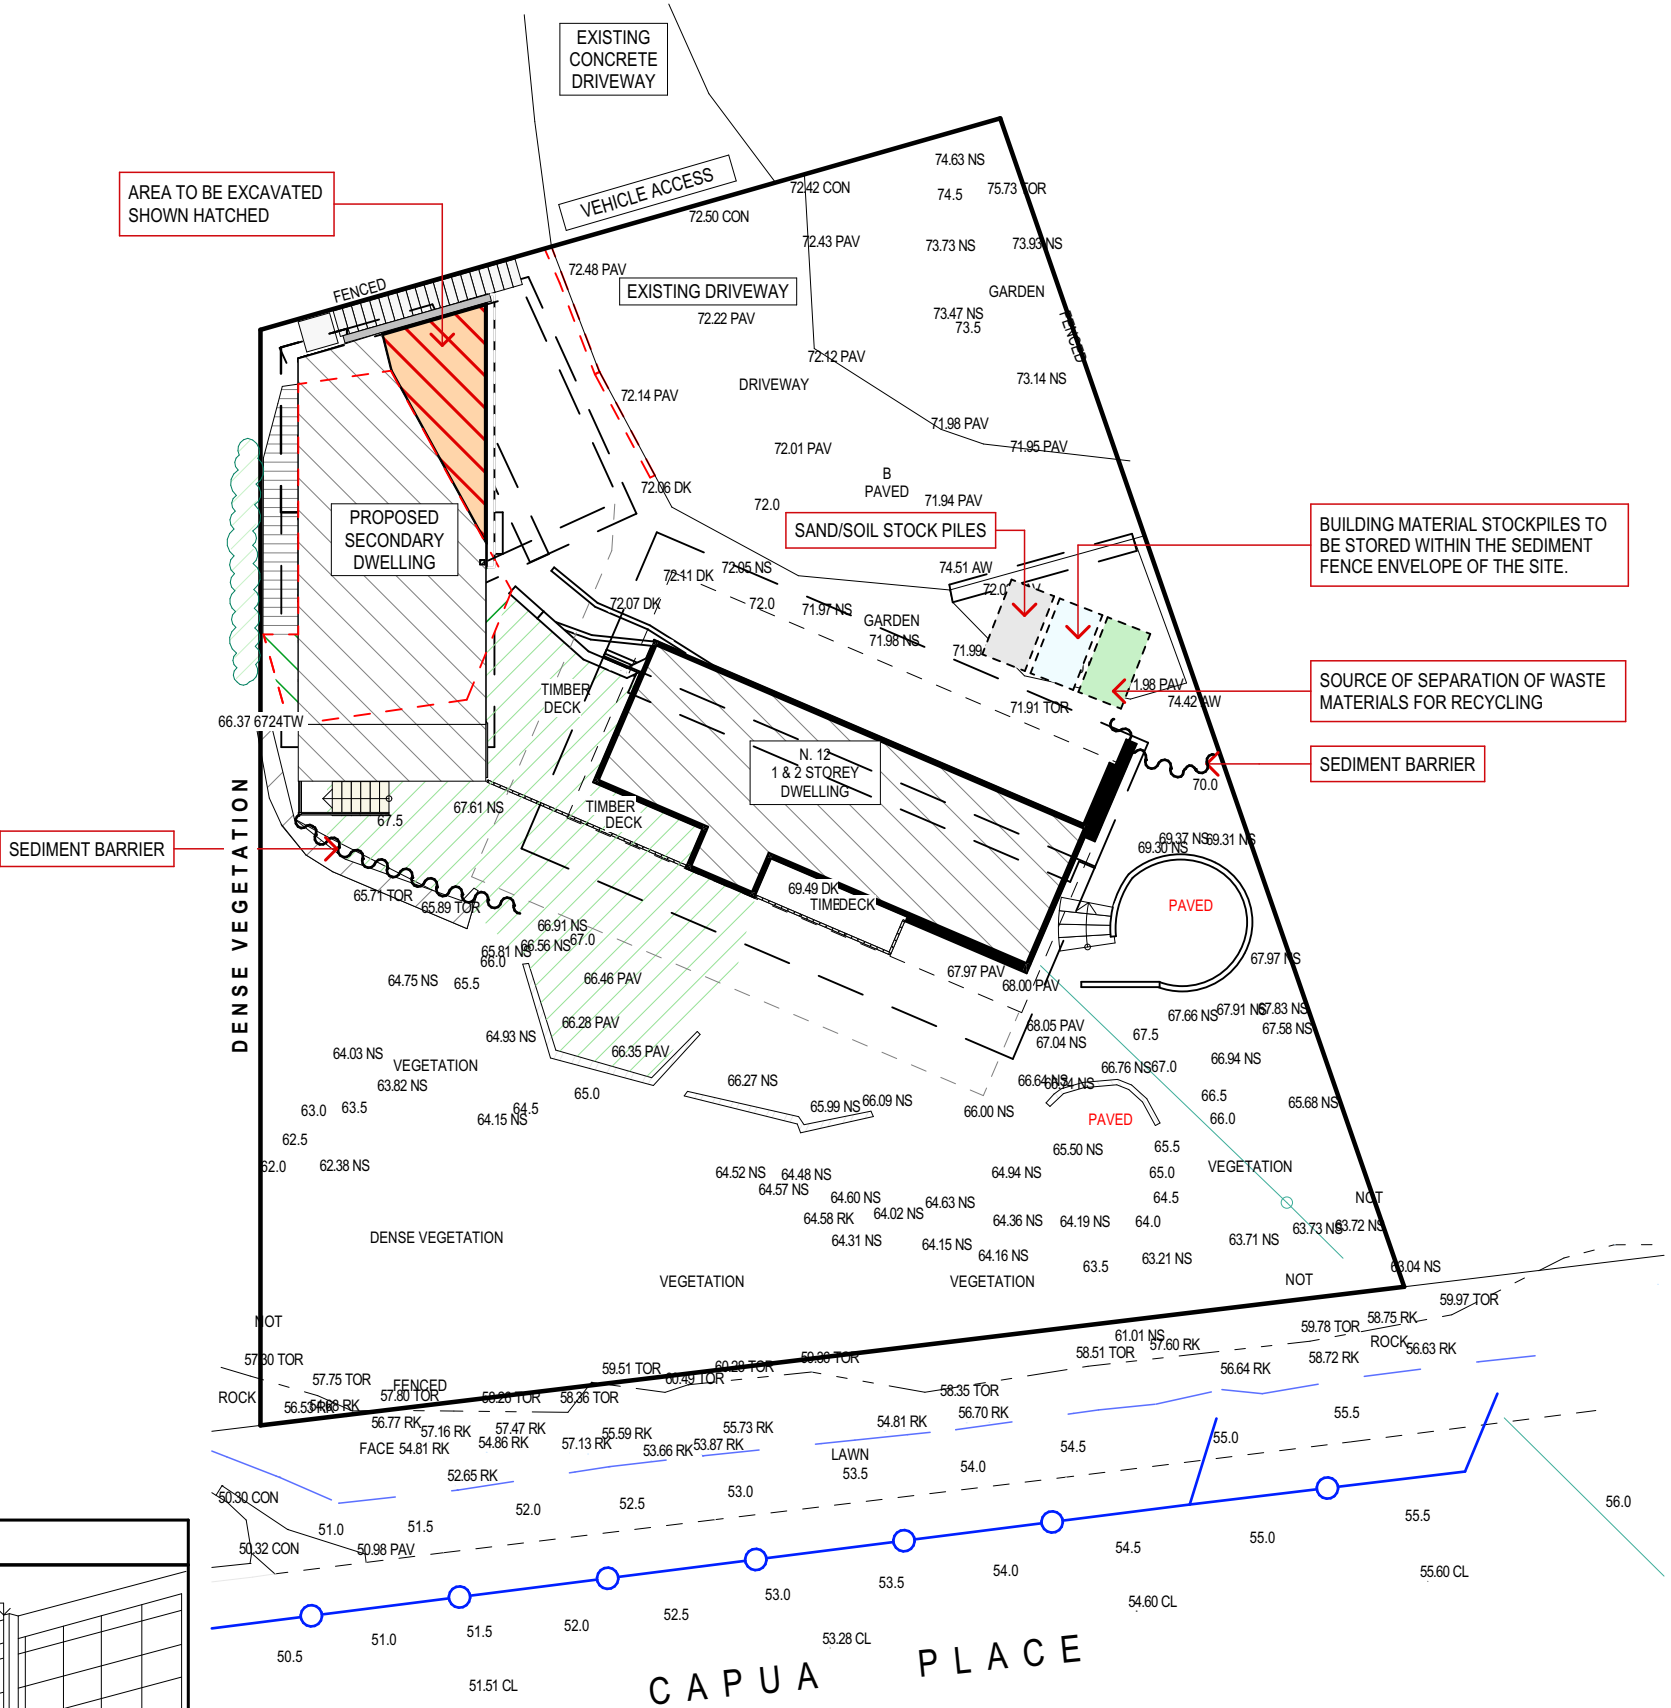 EXISTING
CONCRETE
DRIVEWAY
AREA TO BE EXCAVATED
SHOWN HATCHED
VEHICLE ACCESS
72.42 CON
72.50 CON
74.63 NS
74.5
75.73 TOR
72.43 PAV
73.73 NS
73.93 NS
72.48 PAV
FENCED
EXISTING DRIVEWAY
GARDEN
72.22 PAV
73.47 NS
73.5
FENCED
72.12 PAV
DRIVEWAY
73.14 NS
72.14 PAV
71.98 PAV
72.01 PAV
71.95 PAV
B
PAVED
72.06 DK
72.0
71.94 PAV
PROPOSED
SECONDARY
DWELLING
SAND/SOIL STOCK PILES
BUILDING MATERIAL STOCKPILES TO
BE STORED WITHIN THE SEDIMENT
FENCE ENVELOPE OF THE SITE.
72.11 DK
72.05 NS
74.51 AW
72.07 DK
72.0
71.97 NS
GARDEN
71.98 NS
71.99
SOURCE OF SEPARATION OF WASTE
MATERIALS FOR RECYCLING
TIMBER
DECK
1.98 PAV
74.42 AW
71.91 TOR
66.37 6724TW
N. 12
1 & 2 STOREY
DWELLING
SEDIMENT BARRIER
70.0
DENSE VEGETATION
67.61 NS
67.5
TIMBER
DECK
SEDIMENT BARRIER
69.37 NS
69.31 NS
69.30 NS
69.49 DK
DECK
65.71 TOR
65.89 TOR
PAVED
66.91 NS
67.0
66.56 NS
65.81 NS
66.0
67.97 NS
64.75 NS
65.5
66.46 PAV
67.97 PAV
68.00 PAV
66.28 PAV
68.05 PAV
67.04 NS
67.5
67.66 NS
67.91 NS
67.83 NS
67.58 NS
64.93 NS
66.35 PAV
64.03 NS
VEGETATION
63.82 NS
66.94 NS
66.76 NS
67.0
66.27 NS
66.64 NS
66.74 NS
65.0
66.5
65.68 NS
63.0
63.5
64.5
64.15 NS
65.99 NS
66.09 NS
66.00 NS
PAVED
66.0
62.5
62.0
62.38 NS
65.50 NS
65.5
64.52 NS
64.48 NS
64.57 NS
64.94 NS
65.0
VEGETATION
64.60 NS
64.63 NS
64.5
NOT
64.58 RK
64.02 NS
64.36 NS
64.19 NS
64.0
63.73 NS
63.72 NS
DENSE VEGETATION
64.31 NS
64.15 NS
64.16 NS
63.71 NS
63.5
63.21 NS
63.04 NS
VEGETATION
VEGETATION
NOT
59.97 TOR
NOT
61.01 NS
59.78 TOR
58.75 RK
57.60 RK
ROCK
56.63 RK
57.30 TOR
57.75 TOR
59.51 TOR
60.28 TOR
58.51 TOR
56.64 RK
58.72 RK
FENCED
57.80 TOR
60.49 TOR
58.36 TOR
58.35 TOR
ROCK
56.53 RK
56.77 RK
57.16 RK
57.47 RK
55.59 RK
55.73 RK
54.81 RK
56.70 RK
55.5
FACE
54.81 RK
54.86 RK
57.13 RK
53.66 RK
53.87 RK
LAWN
54.5
55.0
52.65 RK
53.5
54.0
50.30 CON
52.0
52.5
53.0
56.0
51.0
51.5
55.5
50.32 CON
50.98 PAV
54.5
55.0
54.0
55.60 CL
53.5
53.0
54.60 CL
52.5
52.0
51.5
51.0
50.5
53.28 CL
51.51 CL
CAPUA PLACE